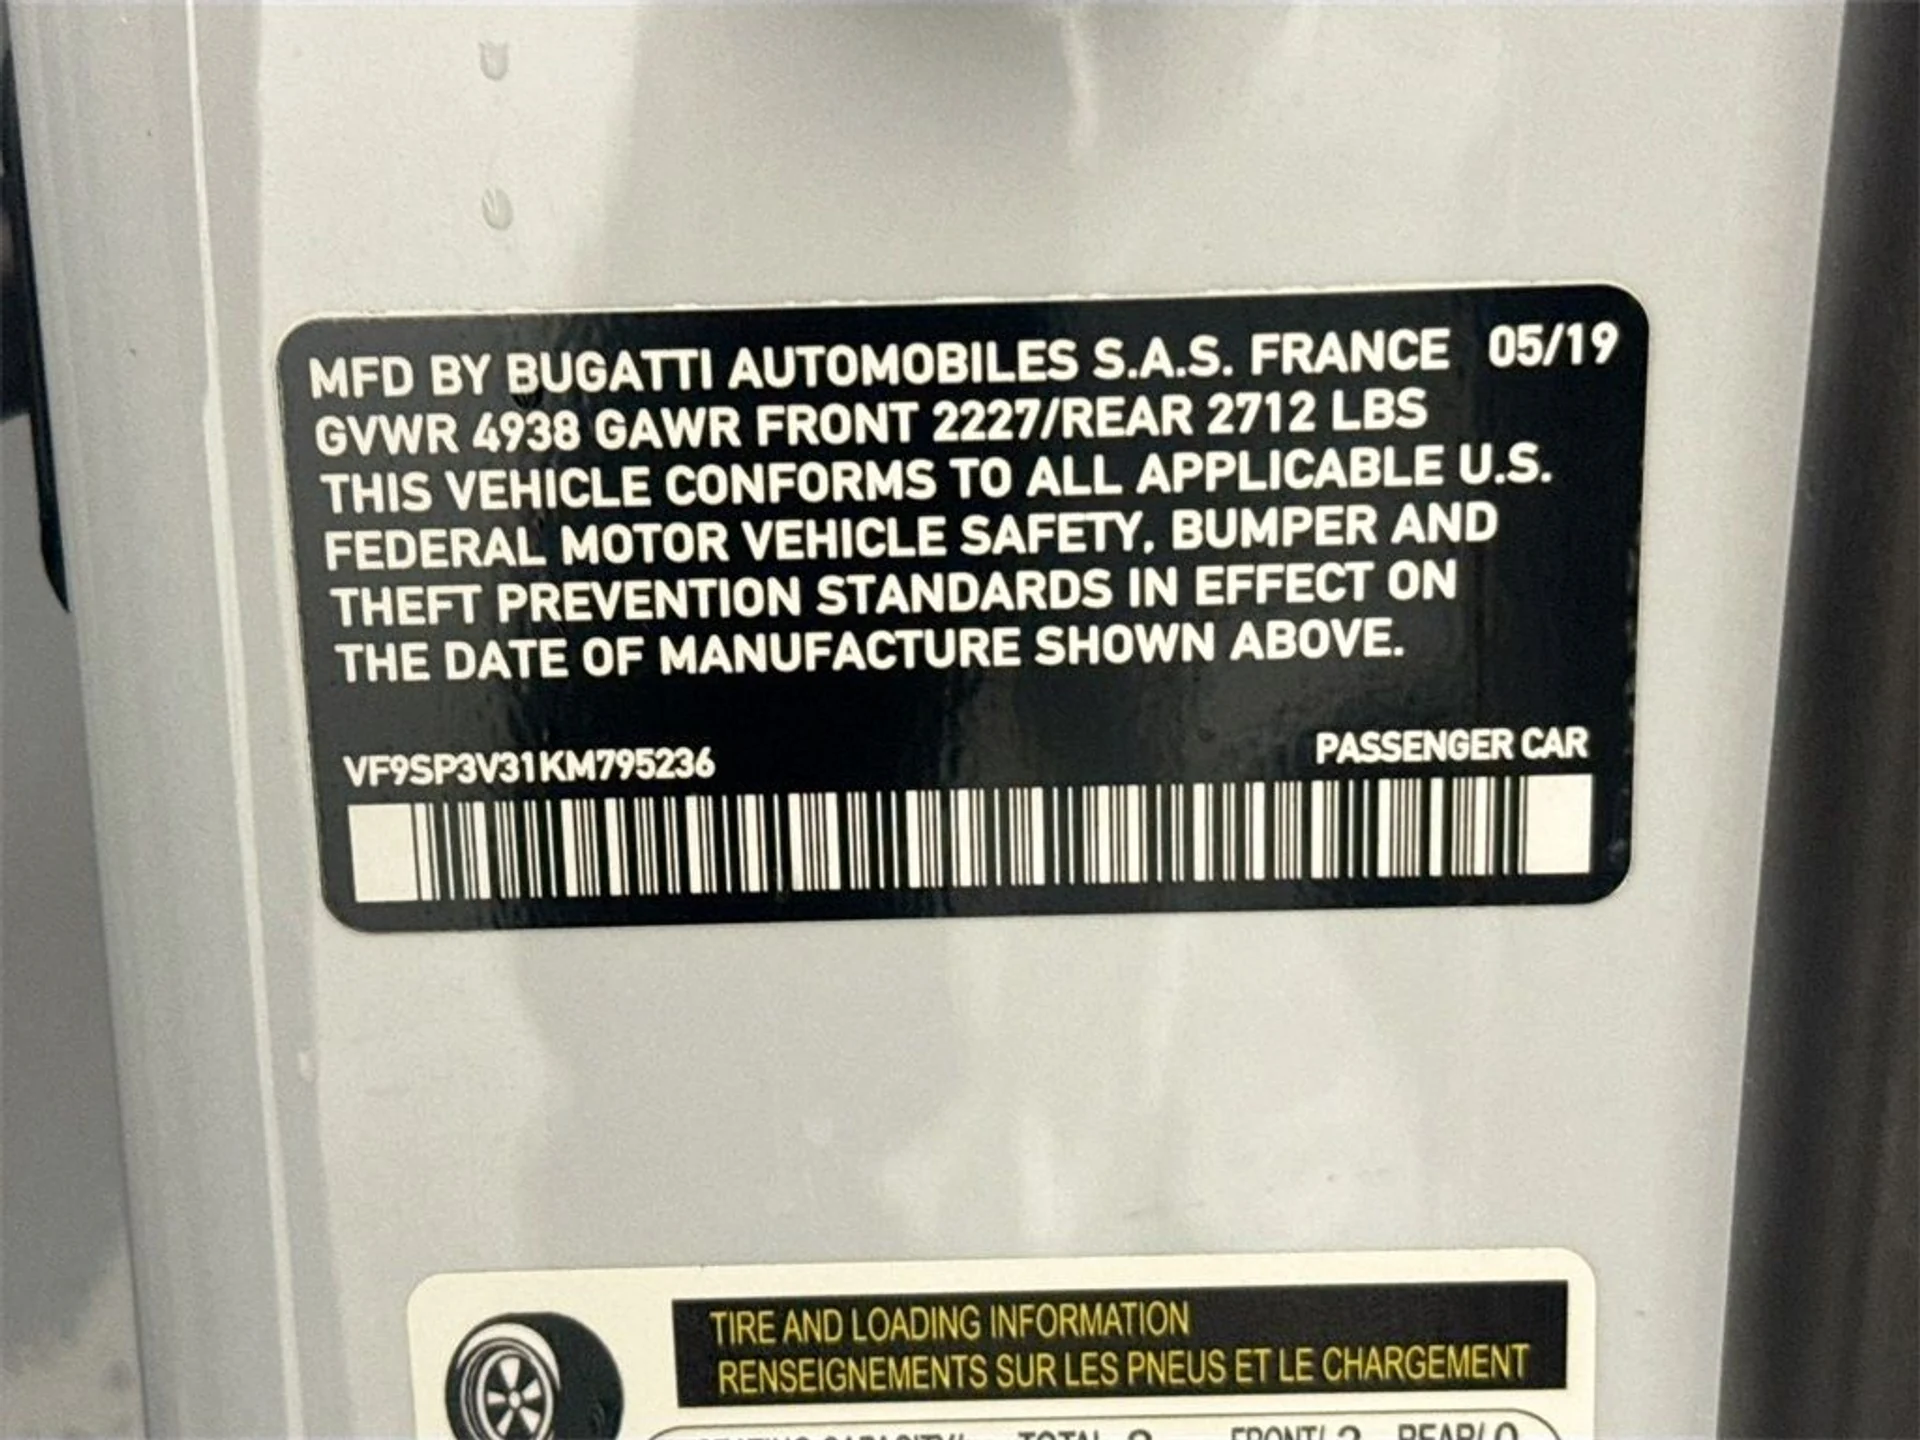 MFD BY BUGATTI AUTOMOBILES S.A.S. FRANCE 05/19
GVWR 4938 GAWR FRONT 2227/REAR 2712 LBS
THIS VEHICLE CONFORMS TO ALL APPLICABLE U.S.
FEDERAL MOTOR VEHICLE SAFETY, BUMPER AND
THEFT PREVENTION STANDARDS IN EFFECT ON
THE DATE OF MANUFACTURE SHOWN ABOVE.
VF9SP3V31KM795236 PASSENGER CAR
TIRE AND LOADING INFORMATION
RENSEIGNEMENTS SUR LES PNEUS ET LE CHARGEMENT